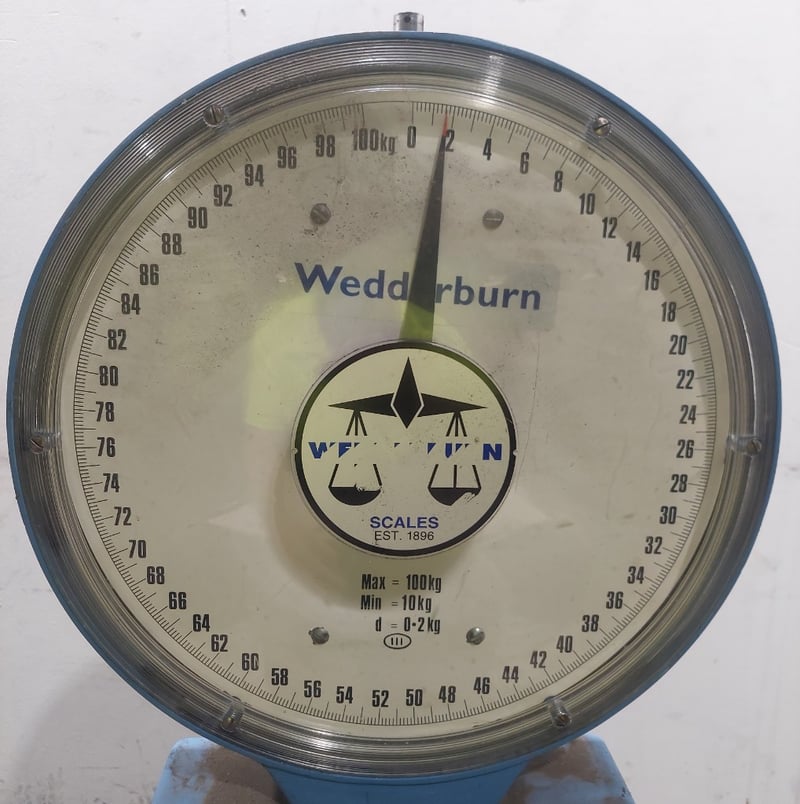 0 2 4 6 8 10 12 14 16 18 20 22 24 26 28 30 32 34 36 38 40 42 44 46 48 50 52 54 56 58 60 62 64 66 68 70 72 74 76 78 80 82 84 86 88 90 92 94 96 98 100kg
Wedderburn
SCALES
EST. 1896
Max = 100kg
Min = 10kg
d = 0·2kg
III